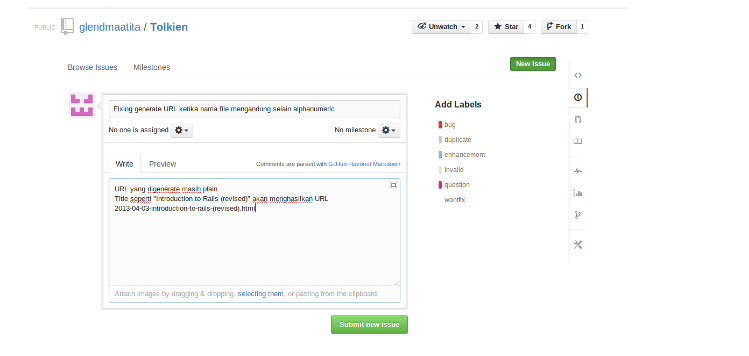 PUBLIC glendmaatita / Tolkien
Unwatch 2 Star 4 Fork 1
Browse Issues Milestones
New Issue
Fixing generate URL ketika nama file mengandung selain alphanumeric
No one is assigned
No milestone
Write Preview
Comments are parsed with GitHub Flavored Markdown
URL yang digenerate masih plain.
Title seperti "Introduction to Rails (revised)" akan menghasilkan URL
2013-04-03-introduction-to-rails-(revised).html
Attach images by dragging & dropping, selecting them, or pasting from the clipboard.
Submit new issue
Add Labels
bug
duplicate
enhancement
invalid
question
wontfix